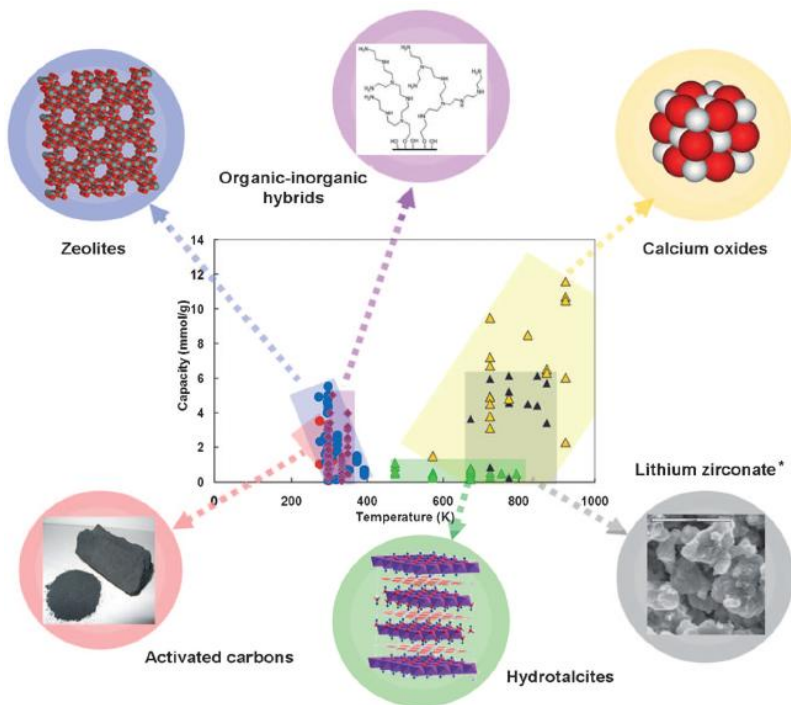 Organic-inorganic
hybrids
Zeolites
Calcium oxides
Capacity (mmol/g)
14
12
10
8
6
4
2
0
0
200
400
600
800
1000
Temperature (K)
Lithium zirconate*
Activated carbons
Hydrotalcites